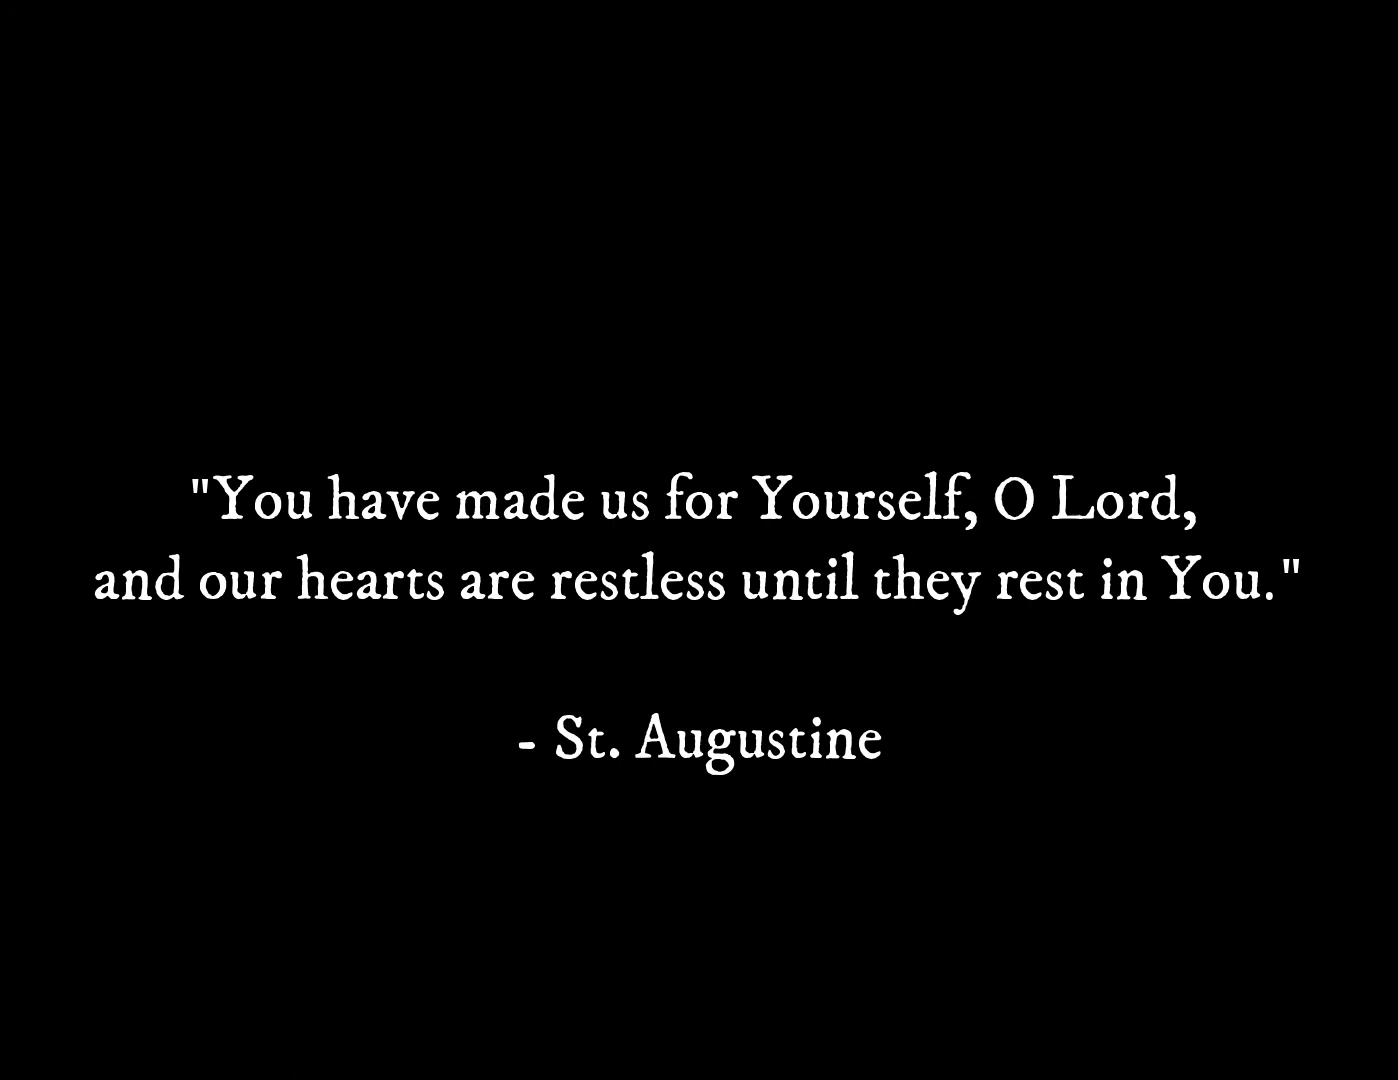 "You have made us for Yourself, O Lord,
and our hearts are restless until they rest in You."
- St. Augustine